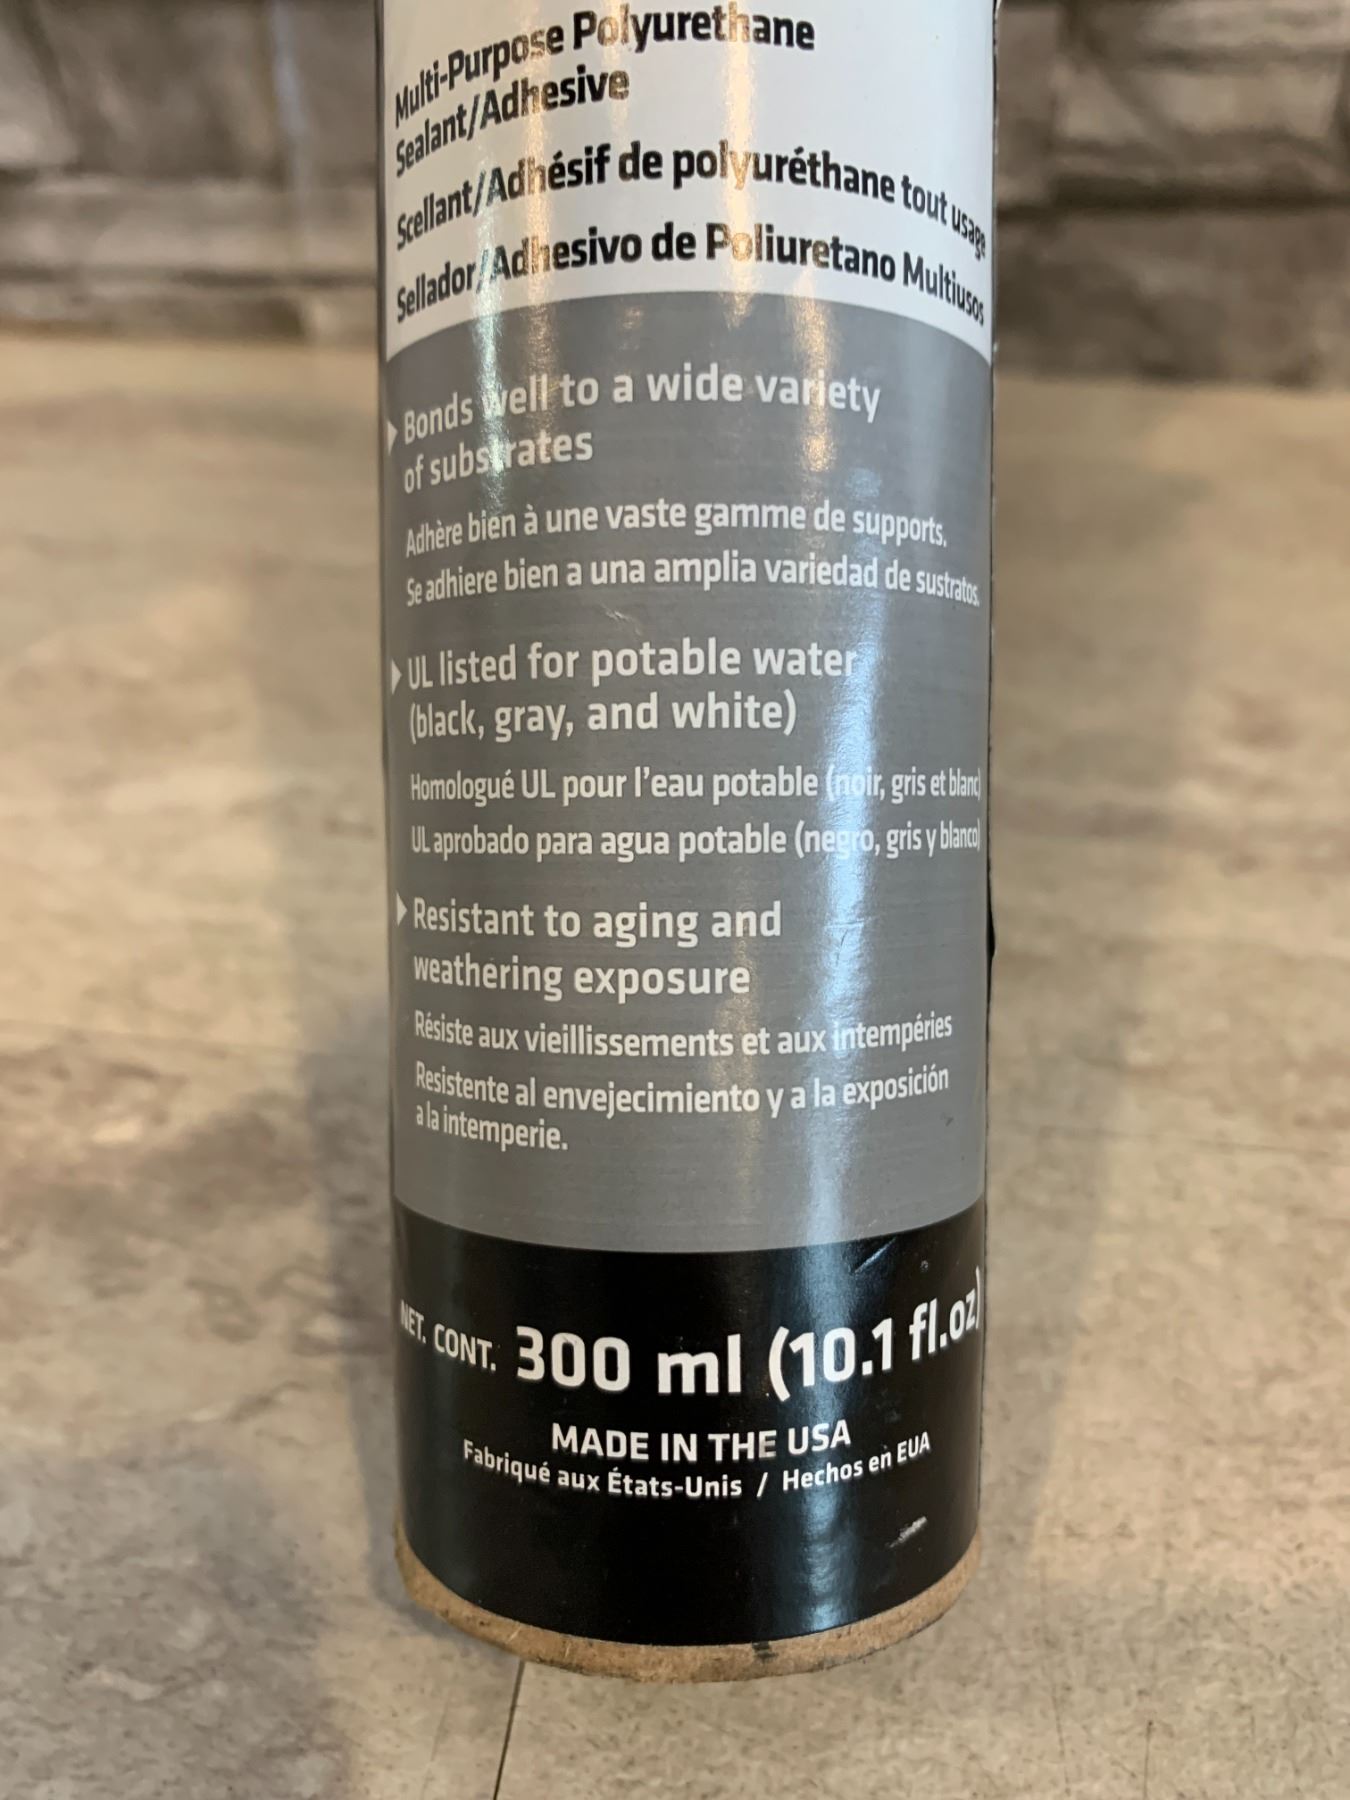 Multi-Purpose Polyurethane
Sealant/Adhesive
Scellant/Adhésif de polyuréthane tout usage
Sellador/Adhesivo de Poliuretano Multiusos
Bonds well to a wide variety
of substrates
Adhère bien à une vaste gamme de supports.
Se adhiere bien a una amplia variedad de sustratos.
UL listed for potable water
(black, gray, and white)
Homologué UL pour l'eau potable (noir, gris et blanc)
UL aprobado para agua potable (negro, gris y blanco)
Resistant to aging and
weathering exposure
Résiste aux vieillissements et aux intempéries
Resistente al envejecimiento y a la exposición
a la intemperie.
NET. CONT. 300 ml (10.1 fl.oz)
MADE IN THE USA
Fabriqué aux États-Unis / Hechos en EUA